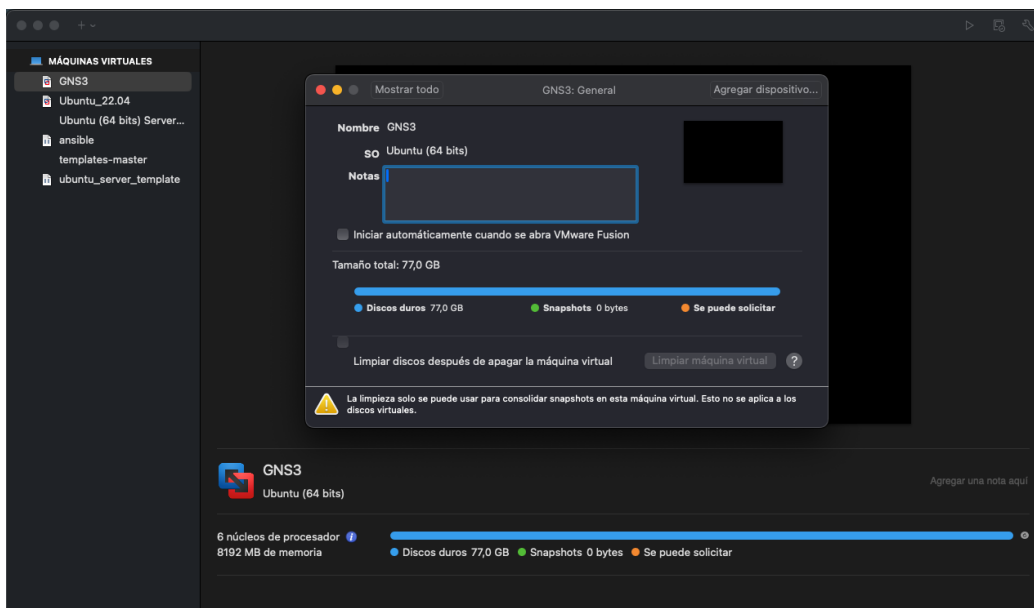 MÁQUINAS VIRTUALES
GNS3
Ubuntu_22.04
Ubuntu (64 bits) Server...
ansible
templates-master
ubuntu_server_template
Mostrar todo
GNS3: General
Agregar dispositivo...
Nombre GNS3
SO Ubuntu (64 bits)
Notas
Iniciar automáticamente cuando se abra VMware Fusion
Tamaño total: 77,0 GB
Discos duros 77,0 GB Snapshots 0 bytes Se puede solicitar
Limpiar discos después de apagar la máquina virtual
Limpiar máquina virtual
?
La limpieza solo se puede usar para consolidar snapshots en esta máquina virtual. Esto no se aplica a los
discos virtuales.
GNS3
Ubuntu (64 bits)
Agregar una nota aquí
6 núcleos de procesador
8192 MB de memoria
Discos duros 77,0 GB Snapshots 0 bytes Se puede solicitar